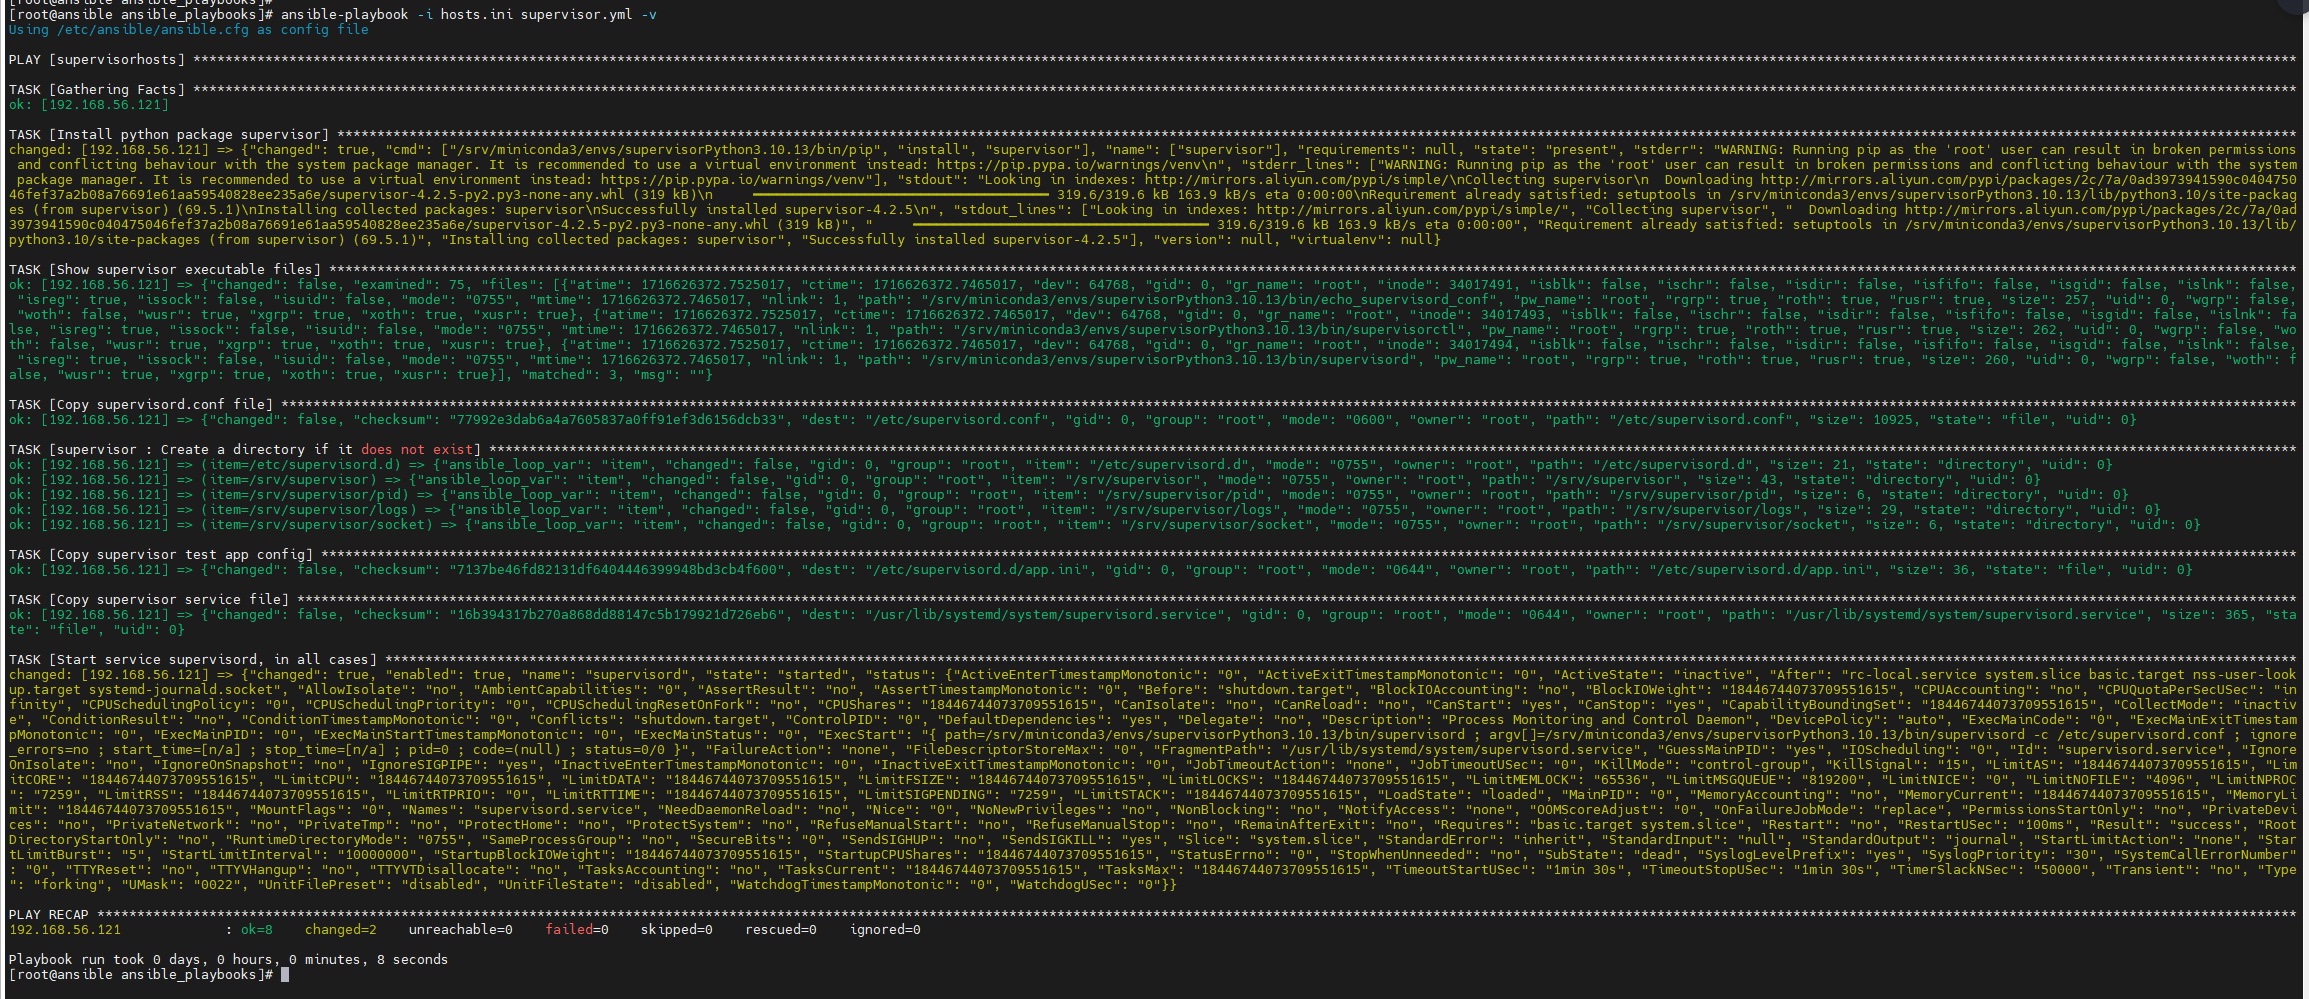 [root@ansible ansible_playbooks]#
[root@ansible ansible_playbooks]# ansible-playbook -i hosts.ini supervisor.yml -v
Using /etc/ansible/ansible.cfg as config file
PLAY [supervisorhosts] ****************************************************************
TASK [Gathering Facts] ****************************************************************
ok: [192.168.56.121]
TASK [Install python package supervisor] ****************************************************************
changed: [192.168.56.121] => {"changed": true, "cmd": ["/srv/miniconda3/envs/supervisorPython3.10.13/bin/pip", "install", "supervisor"], "name": ["supervisor"], "requirements": null, "state": "present", "stderr": "WARNING: Running pip as the 'root' user can result in broken permissions
 and conflicting behaviour with the system package manager. It is recommended to use a virtual environment instead: https://pip.pypa.io/warnings/venv\n", "stderr_lines": ["WARNING: Running pip as the 'root' user can result in broken permissions and conflicting behaviour with the system
 package manager. It is recommended to use a virtual environment instead: https://pip.pypa.io/warnings/venv"], "stdout": "Looking in indexes: http://mirrors.aliyun.com/pypi/simple/\nCollecting supervisor\n  Downloading http://mirrors.aliyun.com/pypi/packages/2c/7a/0ad3973941590c0404750
46fef37a2b08a76691e61aa59540828ee235a6e/supervisor-4.2.5-py2.py3-none-any.whl (319 kB)\n     ━━━━━━━━━━━━━━━━━━━━━━━━━━━━━━━━━━━━━ 319.6/319.6 kB 163.9 kB/s eta 0:00:00\nRequirement already satisfied: setuptools in /srv/miniconda3/envs/supervisorPython3.10.13/lib/python3.10/site-packag
es (from supervisor) (69.5.1)\nInstalling collected packages: supervisor\nSuccessfully installed supervisor-4.2.5\n", "stdout_lines": ["Looking in indexes: http://mirrors.aliyun.com/pypi/simple/", "Collecting supervisor", "  Downloading http://mirrors.aliyun.com/pypi/packages/2c/7a/0ad
3973941590c040475046fef37a2b08a76691e61aa59540828ee235a6e/supervisor-4.2.5-py2.py3-none-any.whl (319 kB)", "     ━━━━━━━━━━━━━━━━━━━━━━━━━━━━━━━━━━━━━ 319.6/319.6 kB 163.9 kB/s eta 0:00:00", "Requirement already satisfied: setuptools in /srv/miniconda3/envs/supervisorPython3.10.13/lib/
python3.10/site-packages (from supervisor) (69.5.1)", "Installing collected packages: supervisor", "Successfully installed supervisor-4.2.5"], "version": null, "virtualenv": null}
TASK [Show supervisor executable files] ****************************************************************
ok: [192.168.56.121] => {"changed": false, "examined": 75, "files": [{"atime": 1716626372.7525017, "ctime": 1716626372.7465017, "dev": 64768, "gid": 0, "gr_name": "root", "inode": 34017491, "isblk": false, "ischr": false, "isdir": false, "isfifo": false, "isgid": false, "islnk": false,
 "isreg": true, "issock": false, "isuid": false, "mode": "0755", "mtime": 1716626372.7465017, "nlink": 1, "path": "/srv/miniconda3/envs/supervisorPython3.10.13/bin/echo_supervisord_conf", "pw_name": "root", "rgrp": true, "roth": true, "rusr": true, "size": 257, "uid": 0, "wgrp": false,
 "woth": false, "wusr": true, "xgrp": true, "xoth": true, "xusr": true}, {"atime": 1716626372.7525017, "ctime": 1716626372.7465017, "dev": 64768, "gid": 0, "gr_name": "root", "inode": 34017493, "isblk": false, "ischr": false, "isdir": false, "isfifo": false, "isgid": false, "islnk": fa
lse, "isreg": true, "issock": false, "isuid": false, "mode": "0755", "mtime": 1716626372.7465017, "nlink": 1, "path": "/srv/miniconda3/envs/supervisorPython3.10.13/bin/supervisorctl", "pw_name": "root", "rgrp": true, "roth": true, "rusr": true, "size": 262, "uid": 0, "wgrp": false, "wo
th": false, "wusr": true, "xgrp": true, "xoth": true, "xusr": true}, {"atime": 1716626372.7525017, "ctime": 1716626372.7465017, "dev": 64768, "gid": 0, "gr_name": "root", "inode": 34017494, "isblk": false, "ischr": false, "isdir": false, "isfifo": false, "isgid": false, "islnk": false,
 "isreg": true, "issock": false, "isuid": false, "mode": "0755", "mtime": 1716626372.7465017, "nlink": 1, "path": "/srv/miniconda3/envs/supervisorPython3.10.13/bin/supervisord", "pw_name": "root", "rgrp": true, "roth": true, "rusr": true, "size": 260, "uid": 0, "wgrp": false, "woth": f
alse, "wusr": true, "xgrp": true, "xoth": true, "xusr": true}], "matched": 3, "msg": ""}
TASK [Copy supervisord.conf file] ****************************************************************
ok: [192.168.56.121] => {"changed": false, "checksum": "77992e3dab6a4a7605837a0ff91ef3d6156dcb33", "dest": "/etc/supervisord.conf", "gid": 0, "group": "root", "mode": "0600", "owner": "root", "path": "/etc/supervisord.conf", "size": 10925, "state": "file", "uid": 0}
TASK [supervisor : Create a directory if it does not exist] ****************************************************************
ok: [192.168.56.121] => (item=/etc/supervisord.d) => {"ansible_loop_var": "item", "changed": false, "gid": 0, "group": "root", "item": "/etc/supervisord.d", "mode": "0755", "owner": "root", "path": "/etc/supervisord.d", "size": 21, "state": "directory", "uid": 0}
ok: [192.168.56.121] => (item=/srv/supervisor) => {"ansible_loop_var": "item", "changed": false, "gid": 0, "group": "root", "item": "/srv/supervisor", "mode": "0755", "owner": "root", "path": "/srv/supervisor", "size": 43, "state": "directory", "uid": 0}
ok: [192.168.56.121] => (item=/srv/supervisor/pid) => {"ansible_loop_var": "item", "changed": false, "gid": 0, "group": "root", "item": "/srv/supervisor/pid", "mode": "0755", "owner": "root", "path": "/srv/supervisor/pid", "size": 6, "state": "directory", "uid": 0}
ok: [192.168.56.121] => (item=/srv/supervisor/logs) => {"ansible_loop_var": "item", "changed": false, "gid": 0, "group": "root", "item": "/srv/supervisor/logs", "mode": "0755", "owner": "root", "path": "/srv/supervisor/logs", "size": 29, "state": "directory", "uid": 0}
ok: [192.168.56.121] => (item=/srv/supervisor/socket) => {"ansible_loop_var": "item", "changed": false, "gid": 0, "group": "root", "item": "/srv/supervisor/socket", "mode": "0755", "owner": "root", "path": "/srv/supervisor/socket", "size": 6, "state": "directory", "uid": 0}
TASK [Copy supervisor test app config] ****************************************************************
ok: [192.168.56.121] => {"changed": false, "checksum": "7137be46fd82131df6404446399948bd3cb4f600", "dest": "/etc/supervisord.d/app.ini", "gid": 0, "group": "root", "mode": "0644", "owner": "root", "path": "/etc/supervisord.d/app.ini", "size": 36, "state": "file", "uid": 0}
TASK [Copy supervisor service file] ****************************************************************
ok: [192.168.56.121] => {"changed": false, "checksum": "16b394317b270a868dd88147c5b179921d726eb6", "dest": "/usr/lib/systemd/system/supervisord.service", "gid": 0, "group": "root", "mode": "0644", "owner": "root", "path": "/usr/lib/systemd/system/supervisord.service", "size": 365, "sta
te": "file", "uid": 0}
TASK [Start service supervisord, in all cases] ****************************************************************
changed: [192.168.56.121] => {"changed": true, "enabled": true, "name": "supervisord", "state": "started", "status": {"ActiveEnterTimestampMonotonic": "0", "ActiveExitTimestampMonotonic": "0", "ActiveState": "inactive", "After": "rc-local.service system.slice basic.target nss-user-look
up.target systemd-journald.socket", "AllowIsolate": "no", "AmbientCapabilities": "0", "AssertResult": "no", "AssertTimestampMonotonic": "0", "Before": "shutdown.target", "BlockIOAccounting": "no", "BlockIOWeight": "18446744073709551615", "CPUAccounting": "no", "CPUQuotaPerSecUSec": "in
finity", "CPUSchedulingPolicy": "0", "CPUSchedulingPriority": "0", "CPUSchedulingResetOnFork": "no", "CPUShares": "18446744073709551615", "CanIsolate": "no", "CanReload": "no", "CanStart": "yes", "CanStop": "yes", "CapabilityBoundingSet": "18446744073709551615", "CollectMode": "inactiv
e", "ConditionResult": "no", "ConditionTimestampMonotonic": "0", "Conflicts": "shutdown.target", "ControlPID": "0", "DefaultDependencies": "yes", "Delegate": "no", "Description": "Process Monitoring and Control Daemon", "DevicePolicy": "auto", "ExecMainCode": "0", "ExecMainExitTimestam
pMonotonic": "0", "ExecMainPID": "0", "ExecMainStartTimestampMonotonic": "0", "ExecMainStatus": "0", "ExecStart": "{ path=/srv/miniconda3/envs/supervisorPython3.10.13/bin/supervisord ; argv[]=/srv/miniconda3/envs/supervisorPython3.10.13/bin/supervisord -c /etc/supervisord.conf ; ignore
_errors=no ; start_time=[n/a] ; stop_time=[n/a] ; pid=0 ; code=(null) ; status=0/0 }", "FailureAction": "none", "FileDescriptorStoreMax": "0", "FragmentPath": "/usr/lib/systemd/system/supervisord.service", "GuessMainPID": "yes", "IOScheduling": "0", "Id": "supervisord.service", "Ignore
OnIsolate": "no", "IgnoreOnSnapshot": "no", "IgnoreSIGPIPE": "yes", "InactiveEnterTimestampMonotonic": "0", "InactiveExitTimestampMonotonic": "0", "JobTimeoutAction": "none", "JobTimeoutUSec": "0", "KillMode": "control-group", "KillSignal": "15", "LimitAS": "18446744073709551615", "Lim
itCORE": "18446744073709551615", "LimitCPU": "18446744073709551615", "LimitDATA": "18446744073709551615", "LimitFSIZE": "18446744073709551615", "LimitLOCKS": "18446744073709551615", "LimitMEMLOCK": "65536", "LimitMSGQUEUE": "819200", "LimitNICE": "0", "LimitNOFILE": "4096", "LimitNPROC
": "7259", "LimitRSS": "18446744073709551615", "LimitRTPRIO": "0", "LimitRTTIME": "18446744073709551615", "LimitSIGPENDING": "7259", "LimitSTACK": "18446744073709551615", "LoadState": "loaded", "MainPID": "0", "MemoryAccounting": "no", "MemoryCurrent": "18446744073709551615", "MemoryLi
mit": "18446744073709551615", "MountFlags": "0", "Names": "supervisord.service", "NeedDaemonReload": "no", "Nice": "0", "NoNewPrivileges": "no", "NonBlocking": "no", "NotifyAccess": "none", "OOMScoreAdjust": "0", "OnFailureJobMode": "replace", "PermissionsStartOnly": "no", "PrivateDevi
ces": "no", "PrivateNetwork": "no", "PrivateTmp": "no", "ProtectHome": "no", "ProtectSystem": "no", "RefuseManualStart": "no", "RefuseManualStop": "no", "RemainAfterExit": "no", "Requires": "basic.target system.slice", "Restart": "no", "RestartUSec": "100ms", "Result": "success", "Root
DirectoryStartOnly": "no", "RuntimeDirectoryMode": "0755", "SameProcessGroup": "no", "SecureBits": "0", "SendSIGHUP": "no", "SendSIGKILL": "yes", "Slice": "system.slice", "StandardError": "inherit", "StandardInput": "null", "StandardOutput": "journal", "StartLimitAction": "none", "Star
tLimitBurst": "5", "StartLimitInterval": "10000000", "StartupBlockIOWeight": "18446744073709551615", "StartupCPUShares": "18446744073709551615", "StatusErrno": "0", "StopWhenUnneeded": "no", "SubState": "dead", "SyslogLevelPrefix": "yes", "SyslogPriority": "30", "SystemCallErrorNumber"
: "0", "TTYReset": "no", "TTYVHangup": "no", "TTYVTDisallocate": "no", "TasksAccounting": "no", "TasksCurrent": "18446744073709551615", "TasksMax": "18446744073709551615", "TimeoutStartUSec": "1min 30s", "TimeoutStopUSec": "1min 30s", "TimerSlackNSec": "50000", "Transient": "no", "Type
": "forking", "UMask": "0022", "UnitFilePreset": "disabled", "UnitFileState": "disabled", "WatchdogTimestampMonotonic": "0", "WatchdogUSec": "0"}}
PLAY RECAP ****************************************************************
192.168.56.121             : ok=8    changed=2    unreachable=0    failed=0    skipped=0    rescued=0    ignored=0
Playbook run took 0 days, 0 hours, 0 minutes, 8 seconds
[root@ansible ansible_playbooks]#